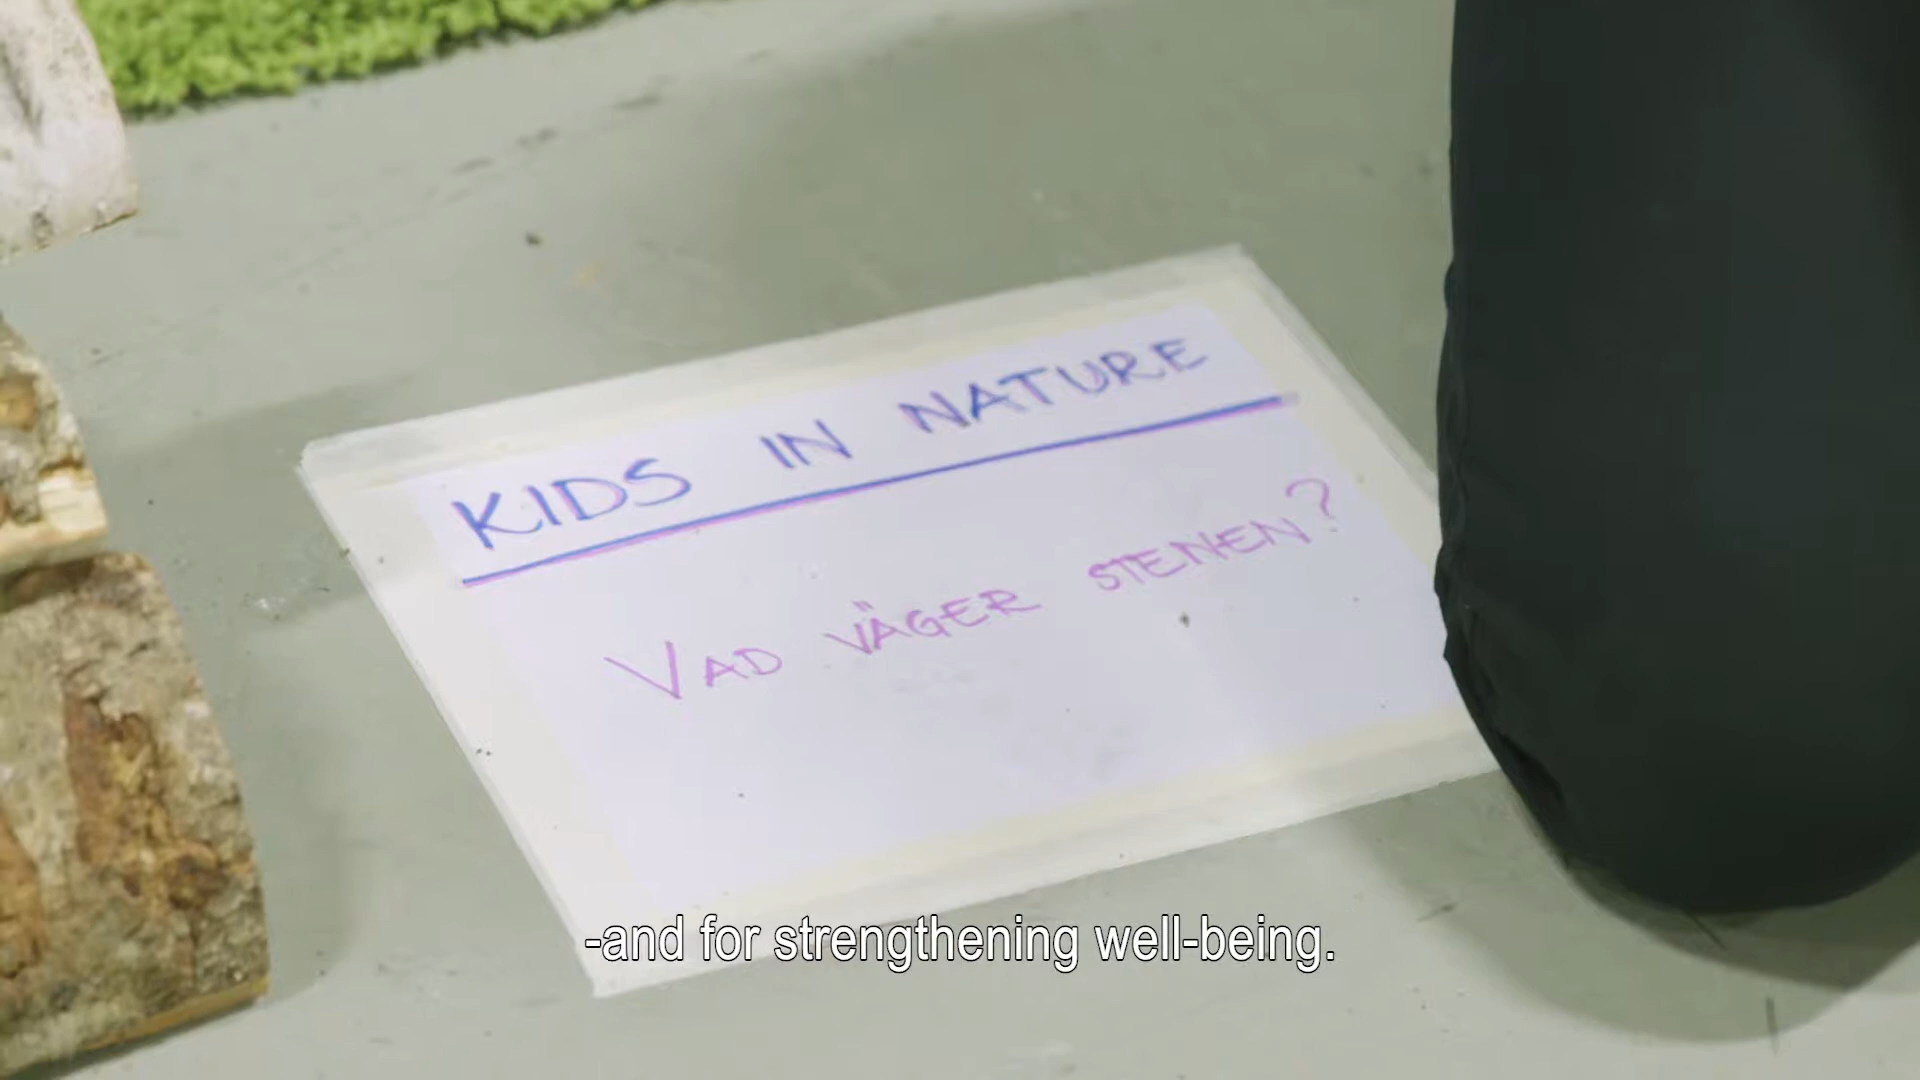 KIDS IN NATURE
VAD VÄGER STENEN?
-and for strengthening well-being.